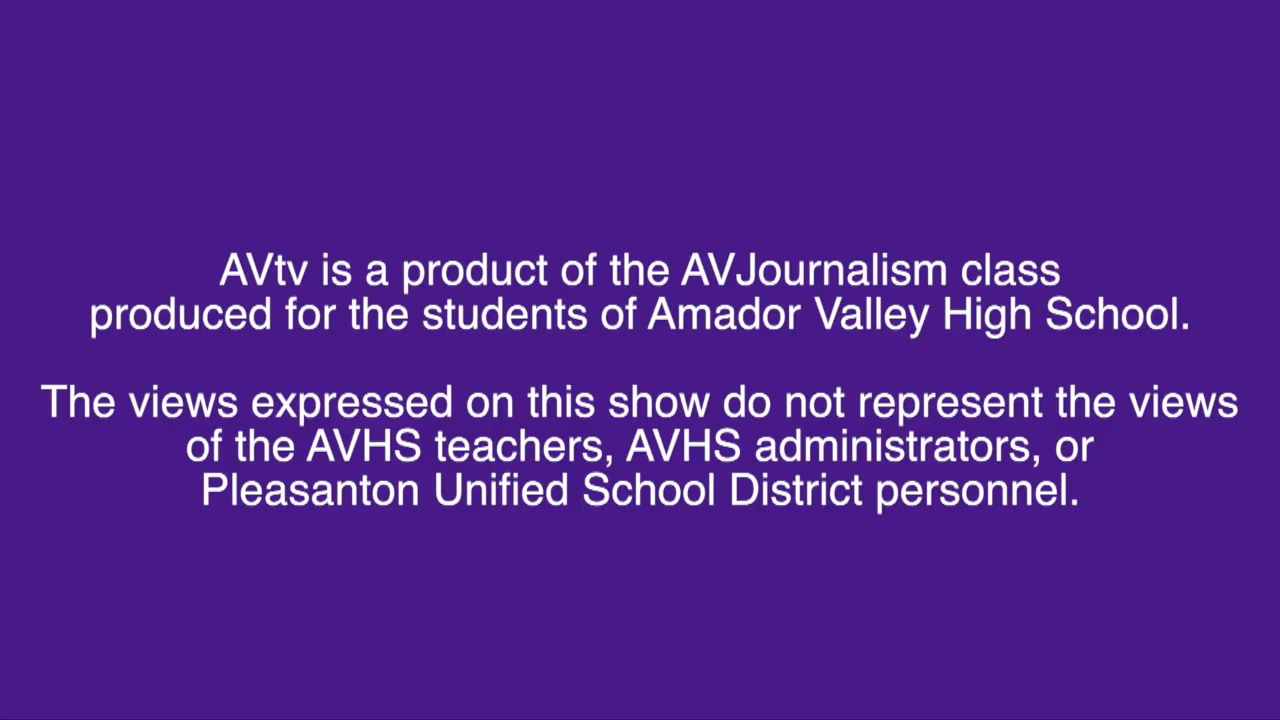 AVtv is a product of the AVJournalism class
produced for the students of Amador Valley High School.
The views expressed on this show do not represent the views
of the AVHS teachers, AVHS administrators, or
Pleasanton Unified School District personnel.